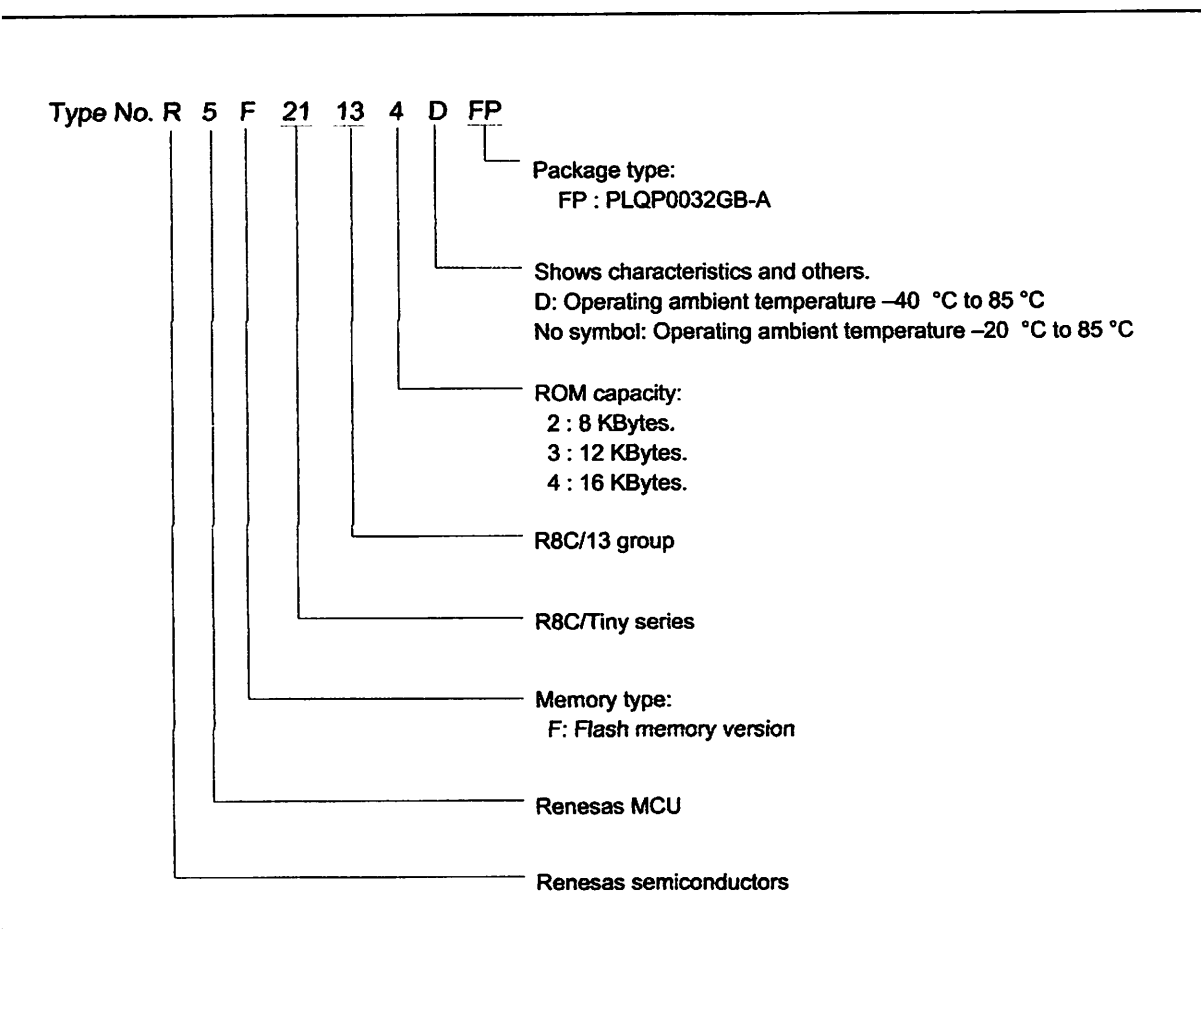 Type No. R 5 F 21 13 4 D FP
Package type:
FP : PLQP0032GB-A
Shows characteristics and others.
D: Operating ambient temperature –40 °C to 85 °C
No symbol: Operating ambient temperature –20 °C to 85 °C
ROM capacity:
2 : 8 KBytes.
3 : 12 KBytes.
4 : 16 KBytes.
R8C/13 group
R8C/Tiny series
Memory type:
F: Flash memory version
Renesas MCU
Renesas semiconductors